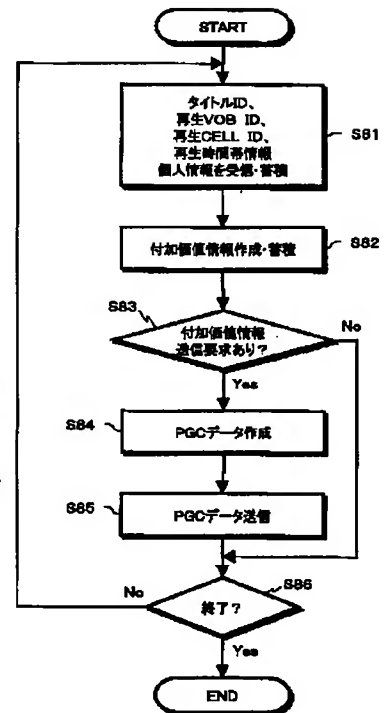 START
タイトルID、
再生VOB ID、
再生CELL ID、
再生時間帯情報
個人情報を受信・蓄積
S81
付加価値情報作成・蓄積
S82
S83
付加価値情報
送信要求あり?
No
Yes
S84
PGCデータ作成
S85
PGCデータ送信
No
終了?
S86
Yes
END